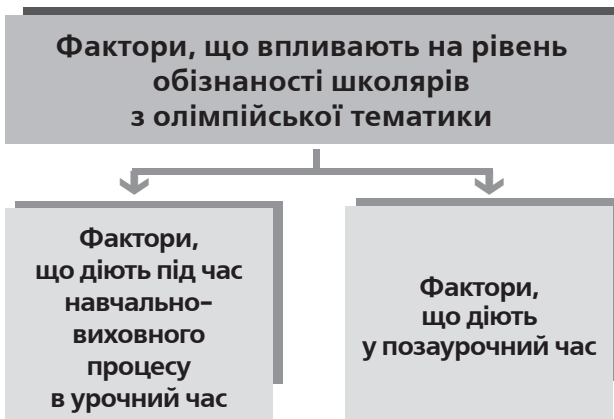 Фактори, що впливають на рівень
обізнаності школярів
з олімпійської тематики
Фактори,
що діють під час
навчально-
виховного
процесу
в урочний час
Фактори,
що діють
у позаурочний час